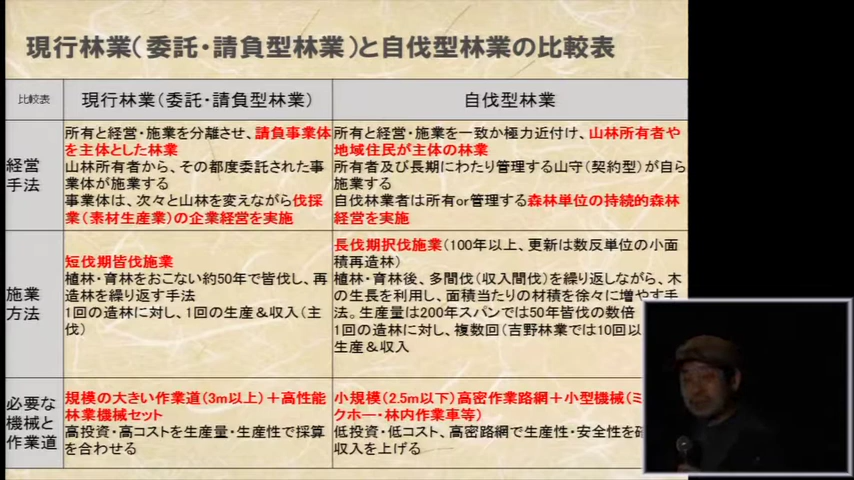 現行林業(委託・請負型林業)と自伐型林業の比較表
比較表
現行林業(委託・請負型林業)
自伐型林業
経営
手法
所有と経営・施業を分離させ、請負事業体
を主体とした林業
山林所有者から、その都度委託された事
業体が施業する
事業体は、次々と山林を変えながら伐採
業(素材生産業)の企業経営を実施
所有と経営・施業を一致か極力近付け、山林所有者や
地域住民が主体の林業
所有者及び長期にわたり管理する山守(契約型)が自ら
施業する
自伐林業者は所有or管理する森林単位の持続的森林
経営を実施
施業
方法
短伐期皆伐施業
植林・育林をおこない約50年で皆伐し、再
造林を繰り返す手法
1回の造林に対し、1回の生産&収入(主
伐)
長伐期択伐施業(100年以上、更新は数反単位の小面
積再造林)
植林・育林後、多間伐(収入間伐)を繰り返しながら、木
の生長を利用し、面積当たりの材積を徐々に増やす手
法。生産量は200年スパンでは50年皆伐の数倍
1回の造林に対し、複数回(吉野林業では10回以
生産&収入
必要な
機械と
作業道
規模の大きい作業道(3m以上)+高性能
林業機械セット
高投資・高コストを生産量・生産性で採算
を合わせる
小規模(2.5m以下)高密作業路網+小型機械(ミ
クホー・林内作業車等)
低投資・低コスト、高密路網で生産性・安全性を
収入を上げる